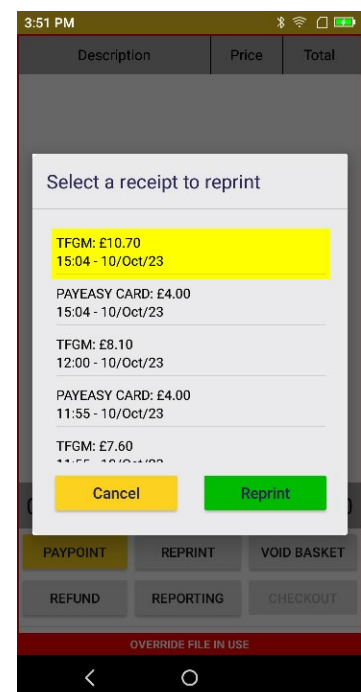 3:51 PM
Description Price Total
Select a receipt to reprint
TFGM: £10.70
15:04 - 10/Oct/23
PAYEASY CARD: £4.00
15:04 - 10/Oct/23
TFGM: £8.10
12:00 - 10/Oct/23
PAYEASY CARD: £4.00
11:55 - 10/Oct/23
TFGM: £7.60
Cancel Reprint
PAYPOINT REPRINT VOID BASKET
REFUND REPORTING CHECKOUT
OVERRIDE FILE IN USE